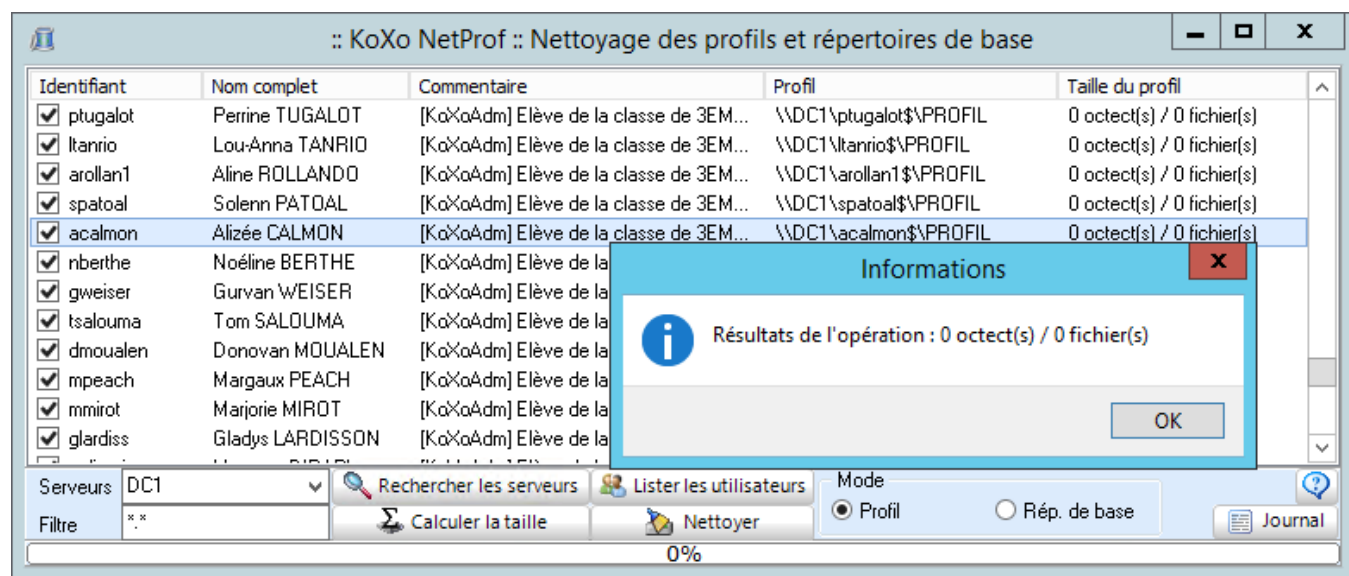 :: KoXo NetProf :: Nettoyage des profils et répertoires de base
Identifiant Nom complet Commentaire Profil Taille du profil
ptugalot Perrine TUGALOT [KoXoAdm] Elève de la classe de 3EM... \\DC1\ptugalot$\PROFIL 0 octect(s) / 0 fichier(s)
ltanrio Lou-Anna TANRIO [KoXoAdm] Elève de la classe de 3EM... \\DC1\ltanrio$\PROFIL 0 octect(s) / 0 fichier(s)
arollan1 Aline ROLLANDO [KoXoAdm] Elève de la classe de 3EM... \\DC1\arollan1$\PROFIL 0 octect(s) / 0 fichier(s)
spatoal Solenn PATOAL [KoXoAdm] Elève de la classe de 3EM... \\DC1\spatoal$\PROFIL 0 octect(s) / 0 fichier(s)
acalmon Alizée CALMON [KoXoAdm] Elève de la classe de 3EM... \\DC1\acalmon$\PROFIL 0 octect(s) / 0 fichier(s)
nberthe Noéline BERTHE [KoXoAdm] Elève de la
gweiser Gurvan WEISER [KoXoAdm] Elève de la
tsalouma Tom SALOUMA [KoXoAdm] Elève de la
dmoualen Donovan MOUALEN [KoXoAdm] Elève de la
mpeach Margaux PEACH [KoXoAdm] Elève de la
mmirot Marjorie MIROT [KoXoAdm] Elève de la
glardiss Gladys LARDISSON [KoXoAdm] Elève de la
Informations
Résultats de l'opération : 0 octect(s) / 0 fichier(s)
OK
Serveurs DC1 Rechercher les serveurs Lister les utilisateurs Mode
Filtre *.* Calculer la taille Nettoyer Profil Rép. de base Journal
0%